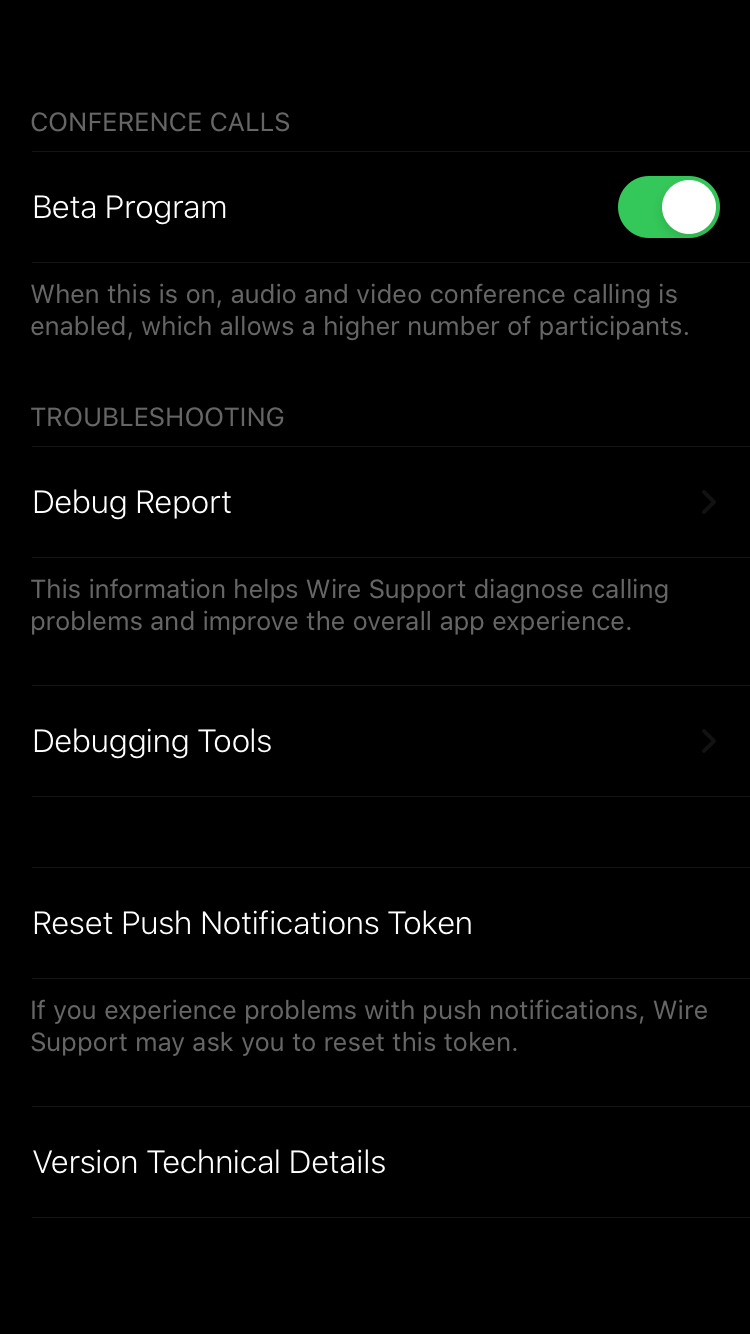 CONFERENCE CALLS
Beta Program
When this is on, audio and video conference calling is
enabled, which allows a higher number of participants.
TROUBLESHOOTING
Debug Report
This information helps Wire Support diagnose calling
problems and improve the overall app experience.
Debugging Tools
Reset Push Notifications Token
If you experience problems with push notifications, Wire
Support may ask you to reset this token.
Version Technical Details